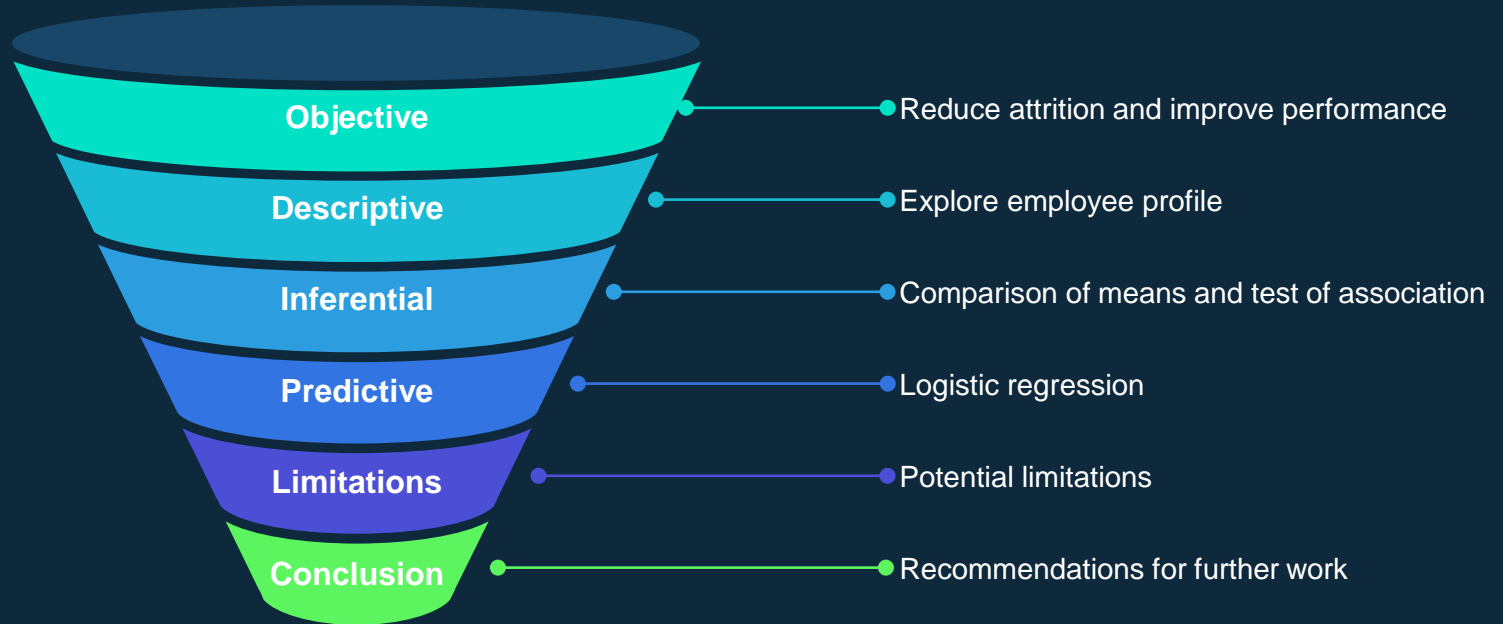 Objective
Reduce attrition and improve performance
Descriptive
Explore employee profile
Inferential
Comparison of means and test of association
Predictive
Logistic regression
Limitations
Potential limitations
Conclusion
Recommendations for further work